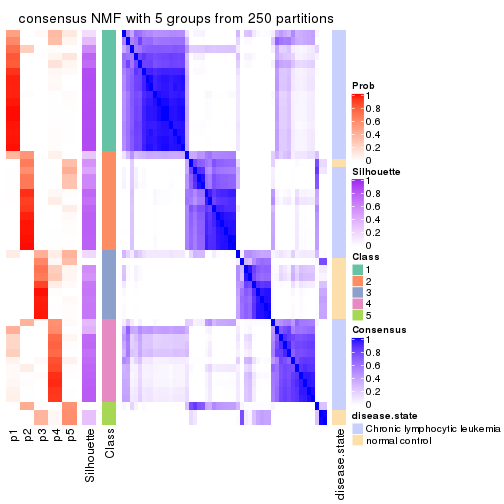 consensus NMF with 5 groups from 250 partitions
Prob
1
0.8
0.6
0.4
0.2
0
Silhouette
1
0.8
0.6
0.4
0.2
0
Class
1
2
3
4
5
Consensus
1
0.8
0.6
0.4
0.2
0
disease.state
Chronic lymphocytic leukemia
normal control
p1
p2
p3
p4
p5
Silhouette
Class
disease.state